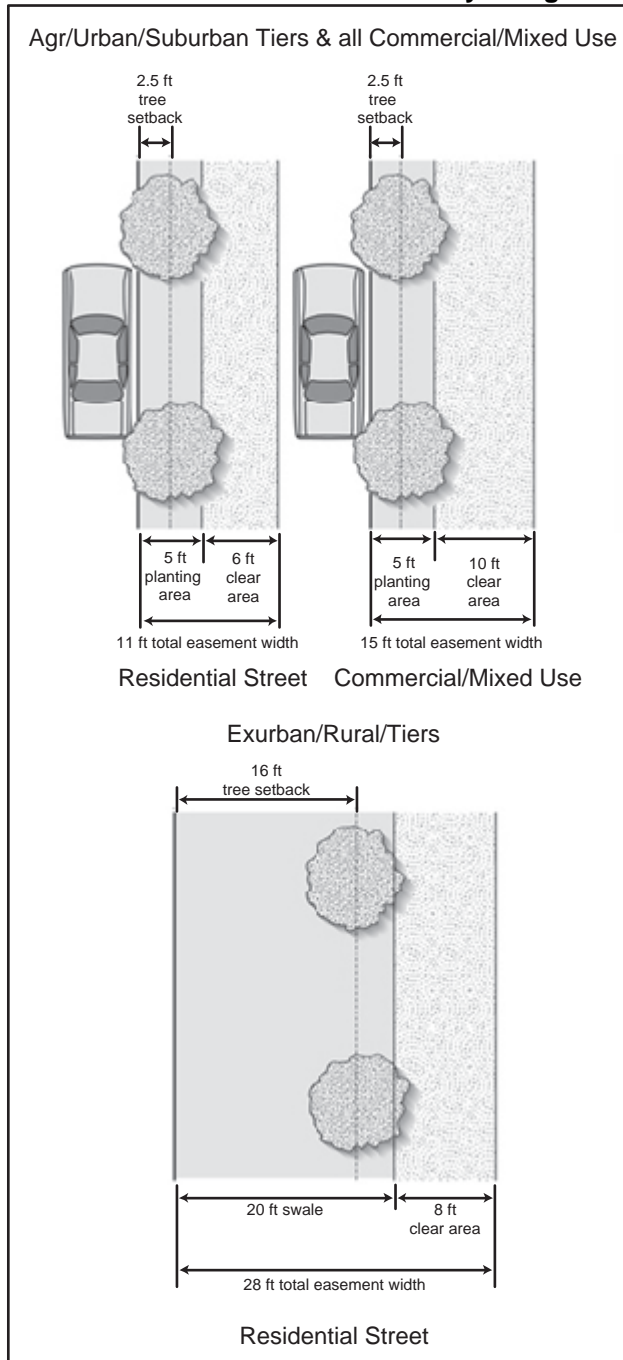 Agr/Urban/Suburban Tiers & all Commercial/Mixed Use
2.5 ft
tree
setback
2.5 ft
tree
setback
5 ft
planting
area
6 ft
clear
area
11 ft total easement width
Residential Street
5 ft
planting
area
10 ft
clear
area
15 ft total easement width
Commercial/Mixed Use
Exurban/Rural/Tiers
16 ft
tree setback
20 ft swale
8 ft
clear area
28 ft total easement width
Residential Street